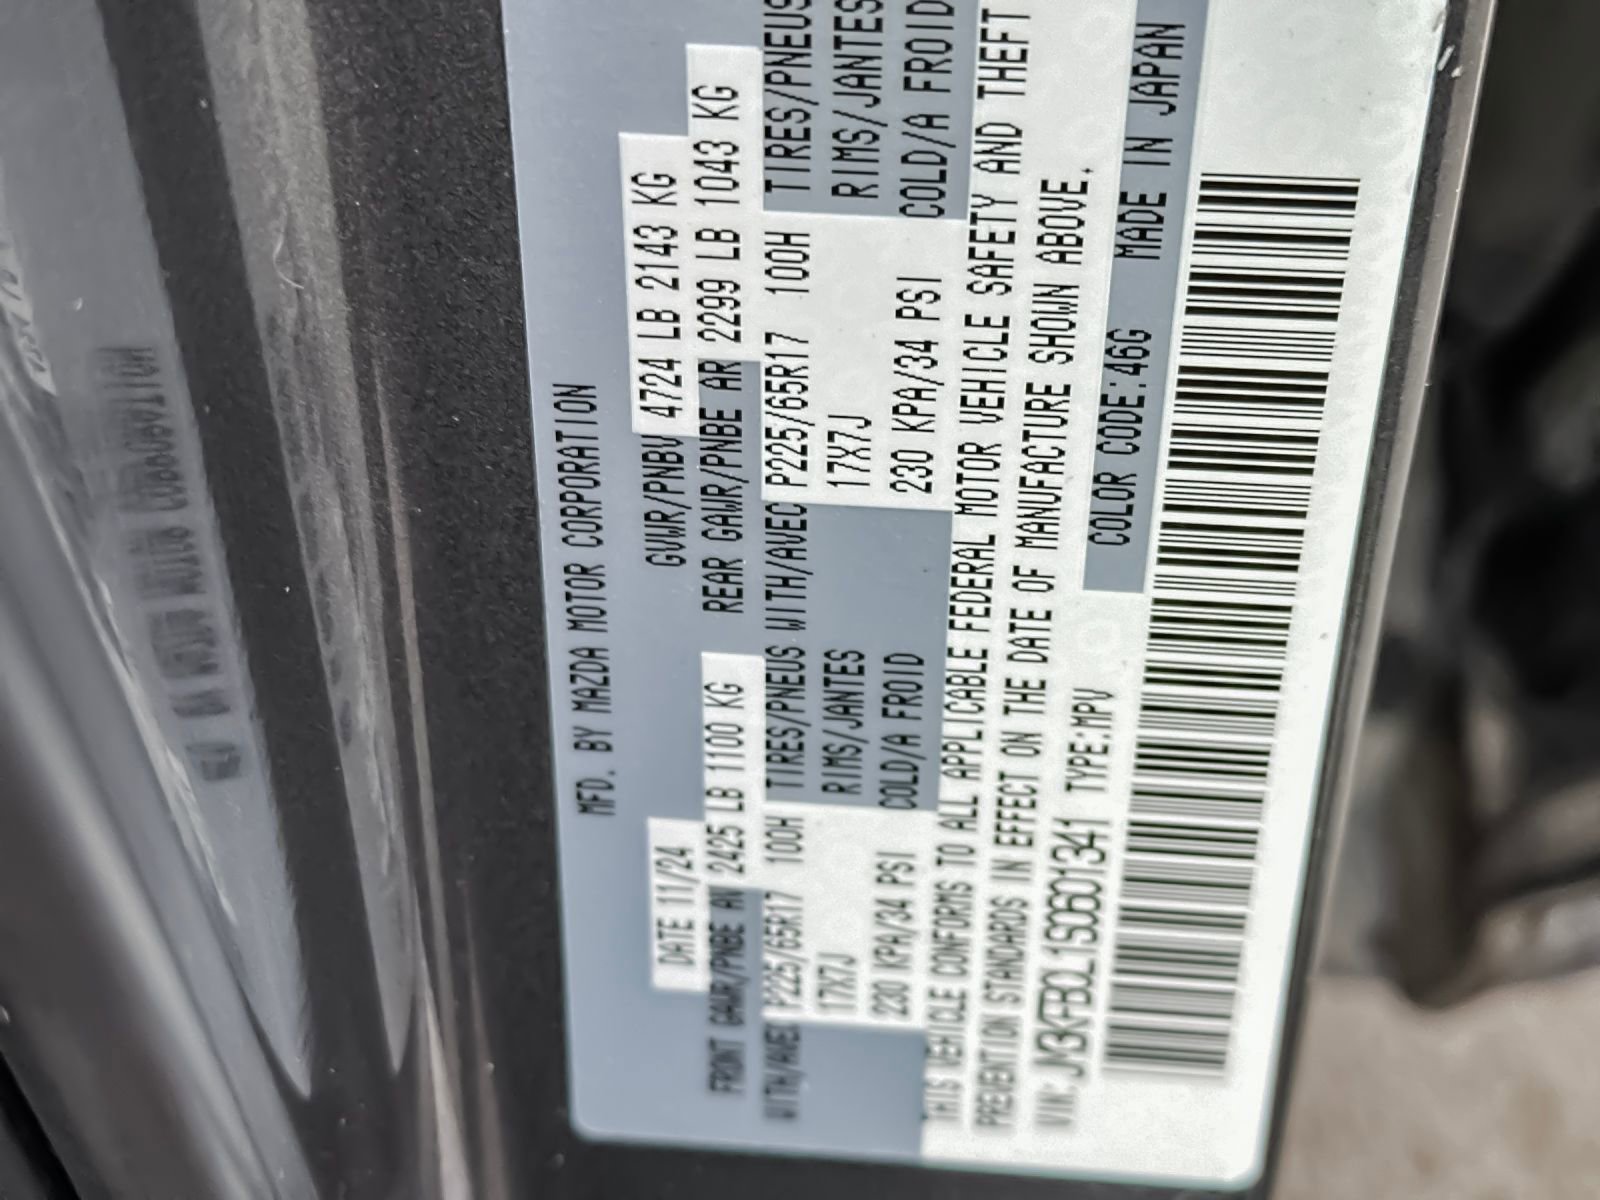 MFD. BY MAZDA MOTOR CORPORATION
DATE 11/24 GVWR/PNBV 4724 LB 2143 KG
FRONT GAWR/PNBE AV 2425 LB 1100 KG REAR GAWR/PNBE AR 2299 LB 1043 KG
WITH/AVEC P225/65R17 100H TIRES/PNEUS WITH/AVEC P225/65R17 100H TIRES/PNEUS
17X7J RIMS/JANTES 17X7J RIMS/JANTES
230 KPA/34 PSI COLD/A FROID 230 KPA/34 PSI COLD/A FROID
THIS VEHICLE CONFORMS TO ALL APPLICABLE FEDERAL MOTOR VEHICLE SAFETY AND THEFT
PREVENTION STANDARDS IN EFFECT ON THE DATE OF MANUFACTURE SHOWN ABOVE.
VIN: JM3KFBDL1S0601341 TYPE:MPV COLOR CODE:46G MADE IN JAPAN